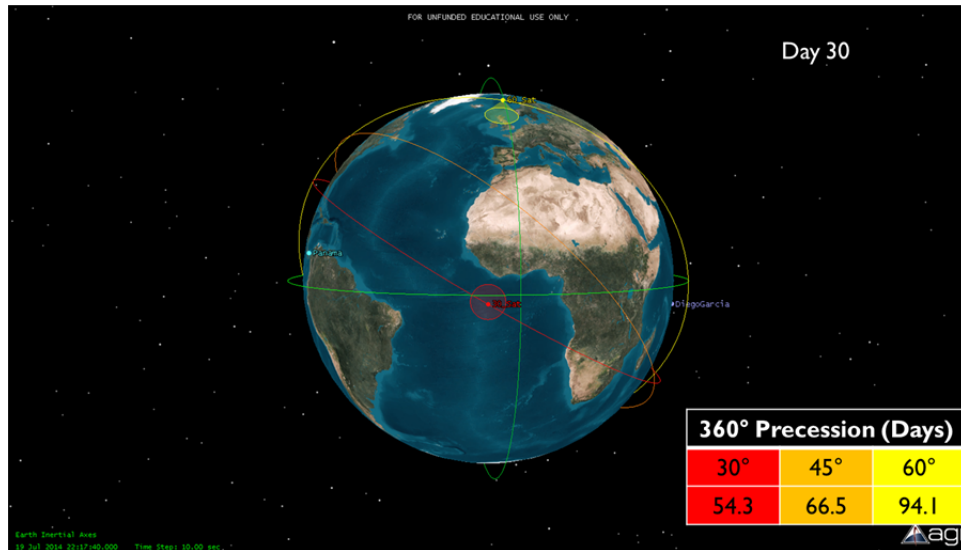 FOR UNFUNDED EDUCATIONAL USE ONLY
Day 30
Panama
DiegoGarcia
360° Precession (Days)
30° 45° 60°
54.3 66.5 94.1
Earth Inertial Axes
19 Jul 2014 22:17:40.000 Time Step: 10.00 sec
agi